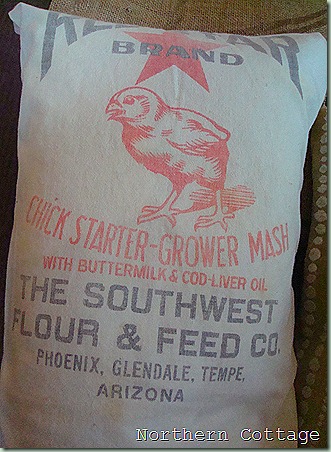 BRAND
CHICK STARTER-GROWER MASH
WITH BUTTERMILK & COD-LIVER OIL
THE SOUTHWEST
FLOUR & FEED CO.
PHOENIX, GLENDALE, TEMPE,
ARIZONA
Northern Cottage